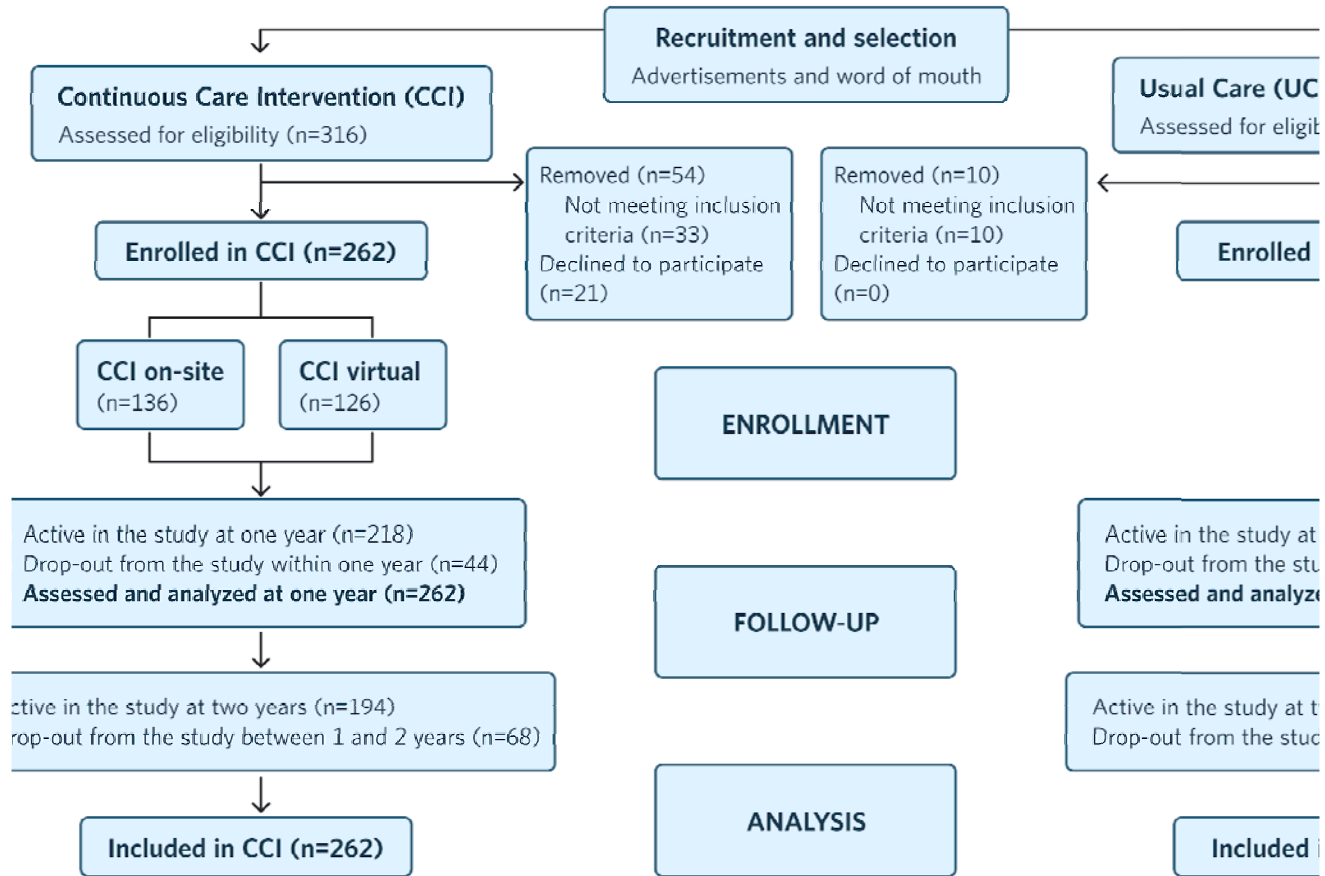 Recruitment and selection
Advertisements and word of mouth
Continuous Care Intervention (CCI)
Assessed for eligibility (n=316)
Usual Care (UC
Assessed for eligib
Removed (n=54)
Not meeting inclusion
criteria (n=33)
Declined to participate
(n=21)
Removed (n=10)
Not meeting inclusion
criteria (n=10)
Declined to participate
(n=0)
Enrolled in CCI (n=262)
Enrolled
CCI on-site
(n=136)
CCI virtual
(n=126)
ENROLLMENT
Active in the study at one year (n=218)
Drop-out from the study within one year (n=44)
Assessed and analyzed at one year (n=262)
Active in the study at
Drop-out from the stu
Assessed and analyze
FOLLOW-UP
ctive in the study at two years (n=194)
rop-out from the study between 1 and 2 years (n=68)
Active in the study at t
Drop-out from the stud
ANALYSIS
Included in CCI (n=262)
Included